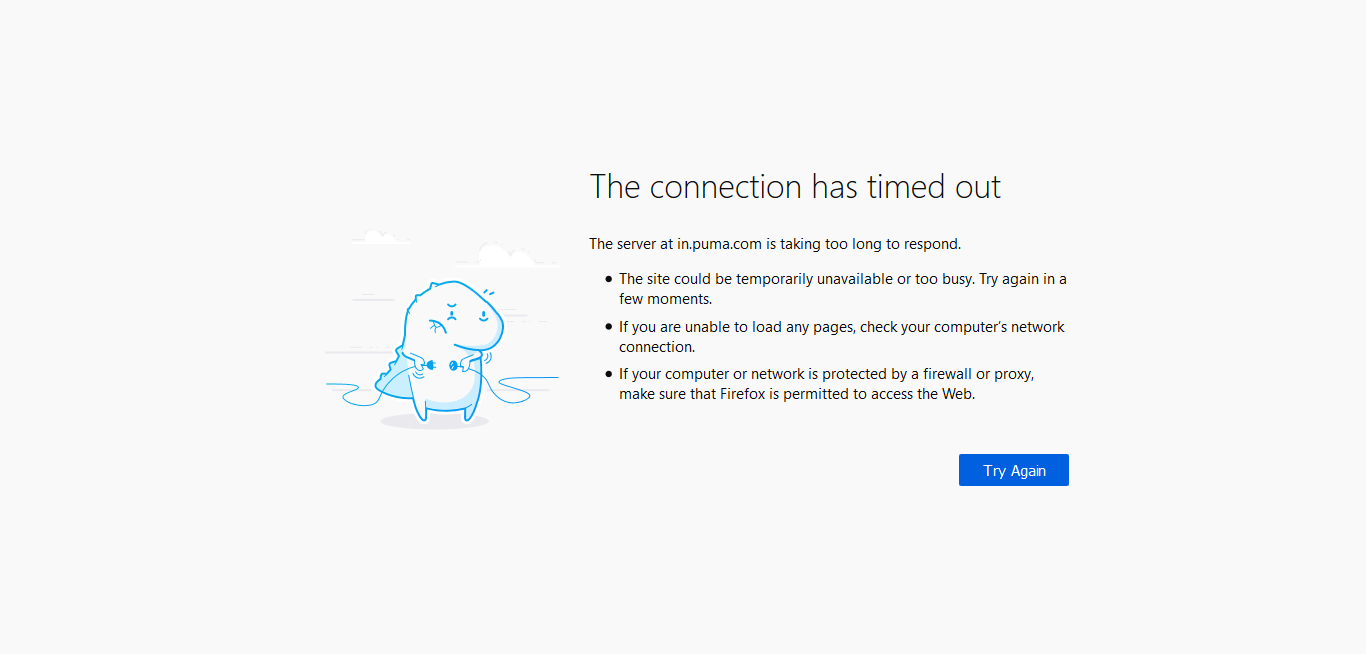 The connection has timed out
The server at in.puma.com is taking too long to respond.
The site could be temporarily unavailable or too busy. Try again in a
few moments.
If you are unable to load any pages, check your computer’s network
connection.
If your computer or network is protected by a firewall or proxy,
make sure that Firefox is permitted to access the Web.
Try Again